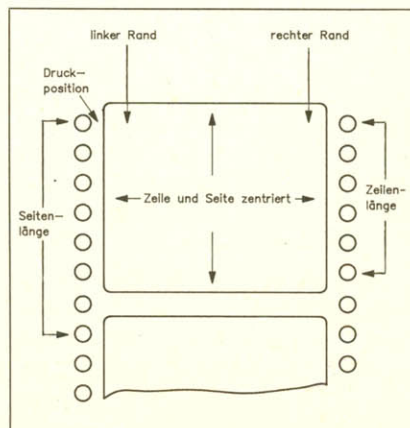 linker Rand
rechter Rand
Druck-
position
Seiten-
länge
Zeile und Seite zentriert
Zeilen-
länge